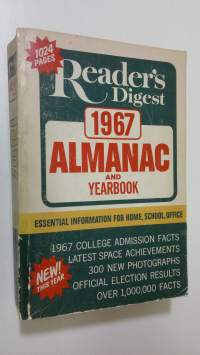 1024
PAGES
Reader's
Digest
1967
ALMANAC
AND
YEARBOOK
ESSENTIAL INFORMATION FOR HOME, SCHOOL, OFFICE
1967 COLLEGE ADMISSION FACTS
LATEST SPACE ACHIEVEMENTS
300 NEW PHOTOGRAPHS
OFFICIAL ELECTION RESULTS
OVER 1,000,000 FACTS
NEW!
THIS YEAR